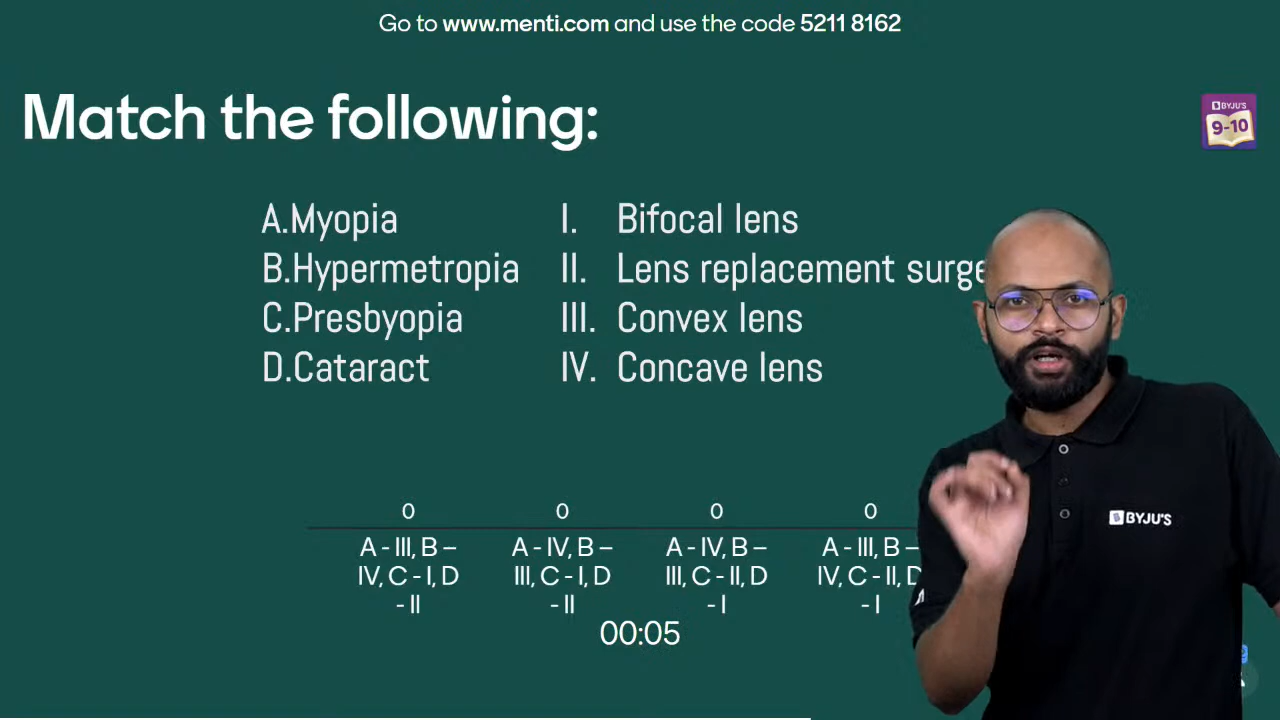 Go to www.menti.com and use the code 5211 8162
Match the following:
BYJU'S
9-10
A.Myopia I. Bifocal lens
B.Hypermetropia II. Lens replacement
C.Presbyopia III. Convex lens
D.Cataract IV. Concave lens
0 0 0 0
A - III, B – A - IV, B – A - IV, B – A - III, B –
IV, C - I, D III, C - I, D III, C - II, D IV, C - II, D
- II - II - I - I
00:05
BYJU'S